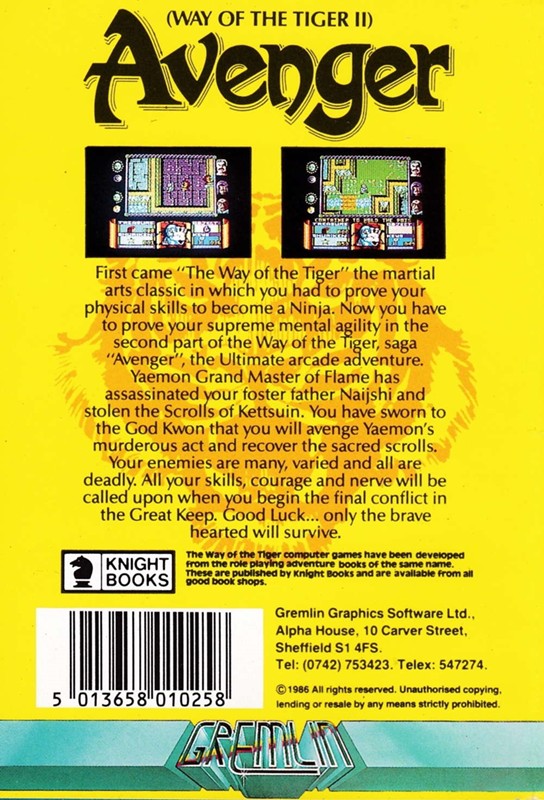 (WAY OF THE TIGER II)
Avenger
First came "The Way of the Tiger" the martial
arts classic in which you had to prove your
physical skills to become a Ninja. Now you have
to prove your supreme mental agility in the
second part of the Way of the Tiger, saga
"Avenger", the Ultimate arcade adventure.
Yaemon Grand Master of Flame has
assassinated your foster father Naijshi and
stolen the Scrolls of Kettsuin. You have sworn to
the God Kwon that you will avenge Yaemon's
murderous act and recover the sacred scrolls.
Your enemies are many, varied and all are
deadly. All your skills, courage and nerve will be
called upon when you begin the final conflict in
the Great Keep. Good Luck... only the brave
hearted will survive.
KNIGHT
BOOKS
The Way of the Tiger computer games have been developed
from the role playing adventure books of the same name.
These are published by Knight Books and are available from all
good book shops.
Gremlin Graphics Software Ltd.,
Alpha House, 10 Carver Street,
Sheffield S1 4FS.
Tel: (0742) 753423. Telex: 547274.
©1986 All rights reserved. Unauthorised copying,
lending or resale by any means strictly prohibited.
5 013658 010258
GREMLIN